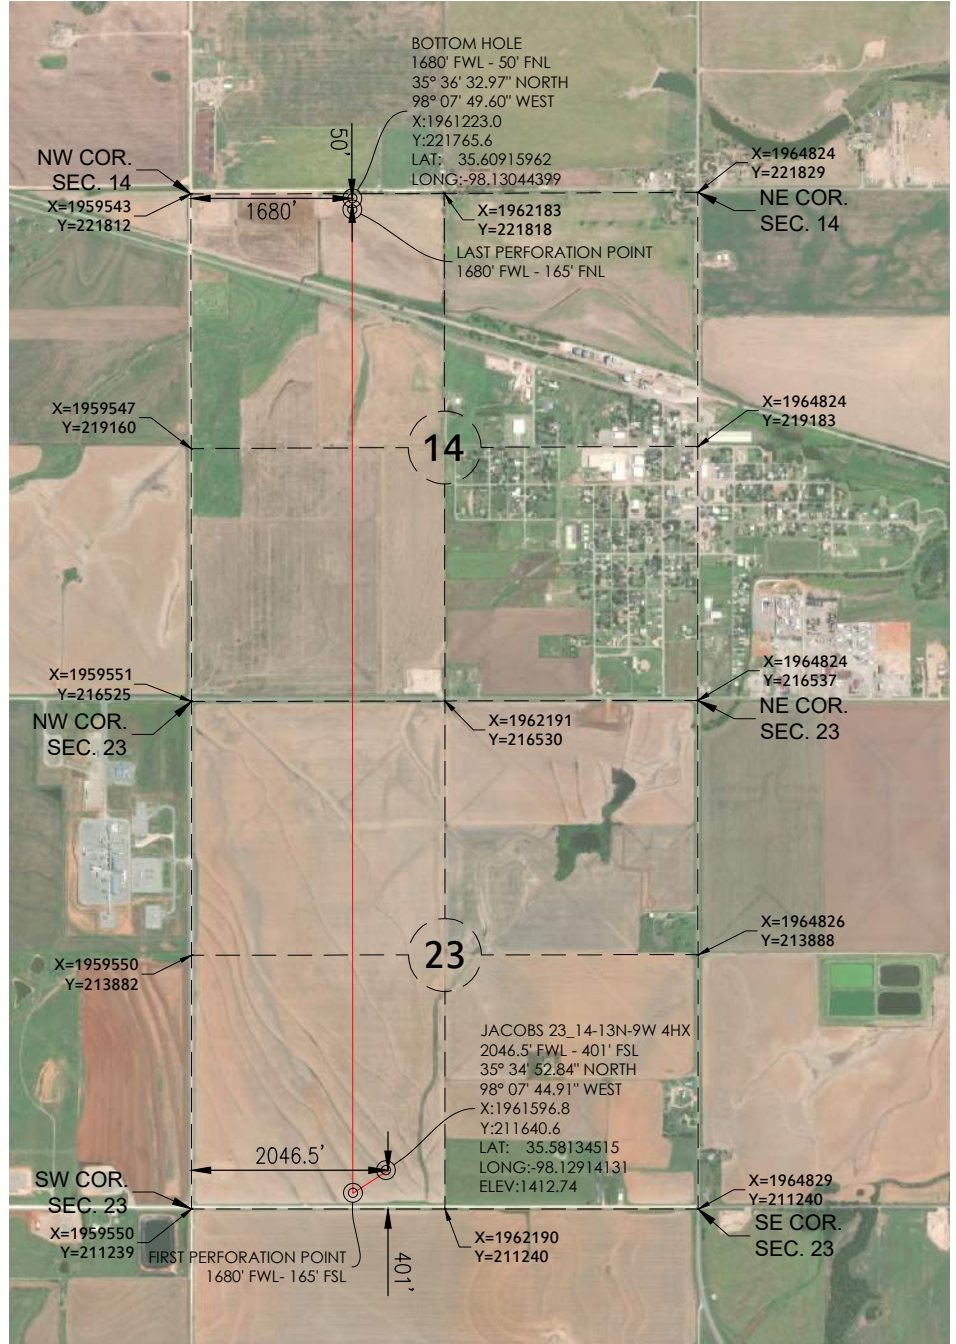 BOTTOM HOLE
1680' FWL - 50' FNL
35° 36' 32.97" NORTH
98° 07' 49.60" WEST
X:1961223.0
Y:221765.6
LAT: 35.60915962
LONG:-98.13044399
50'
NW COR.
SEC. 14
X=1959543
Y=221812
1680'
X=1964824
Y=221829
NE COR.
SEC. 14
X=1962183
Y=221818
LAST PERFORATION POINT
1680' FWL - 165' FNL
X=1959547
Y=219160
14
X=1964824
Y=219183
X=1959551
Y=216525
NW COR.
SEC. 23
X=1962191
Y=216530
X=1964824
Y=216537
NE COR.
SEC. 23
X=1959550
Y=213882
23
X=1964826
Y=213888
JACOBS 23_14-13N-9W 4HX
2046.5' FWL - 401' FSL
35° 34' 52.84" NORTH
98° 07' 44.91" WEST
X:1961596.8
Y:211640.6
LAT: 35.58134515
LONG:-98.12914131
ELEV:1412.74
2046.5'
SW COR.
SEC. 23
X=1959550
Y=211239
FIRST PERFORATION POINT
1680' FWL- 165' FSL
401'
X=1962190
Y=211240
X=1964829
Y=211240
SE COR.
SEC. 23